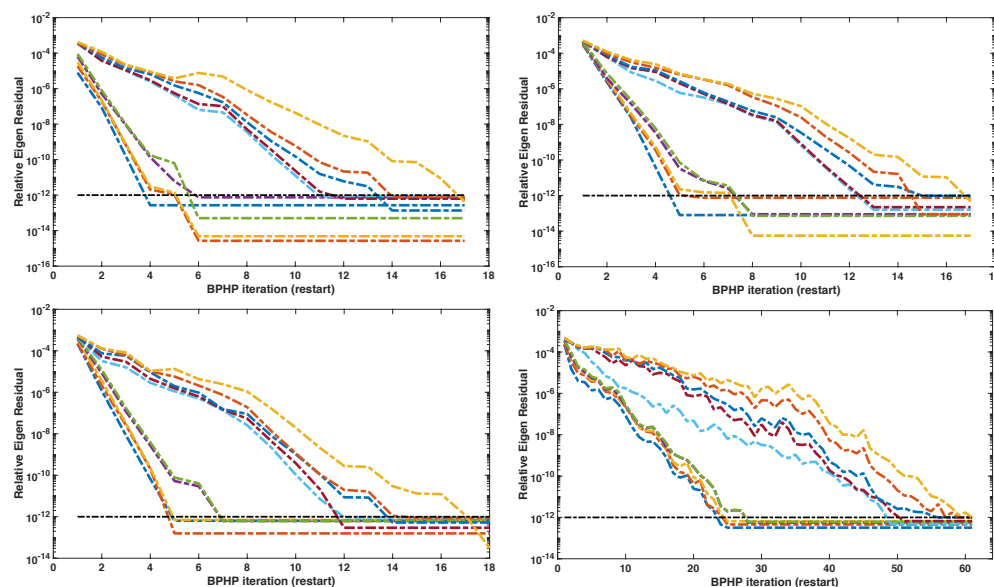 10^-2
10^-4
10^-6
10^-8
10^-10
10^-12
10^-14
10^-16
Relative Eigen Residual
0 2 4 6 8 10 12 14 16 18
BPHP iteration (restart)
10^-2
10^-4
10^-6
10^-8
10^-10
10^-12
10^-14
10^-16
Relative Eigen Residual
0 2 4 6 8 10 12 14 16 1
BPHP iteration (restart)
10^-2
10^-4
10^-6
10^-8
10^-10
10^-12
10^-14
Relative Eigen Residual
0 2 4 6 8 10 12 14 16 18
BPHP iteration (restart)
10^-2
10^-4
10^-6
10^-8
10^-10
10^-12
10^-14
Relative Eigen Residual
0 10 20 30 40 50 60
BPHP iteration (restart)